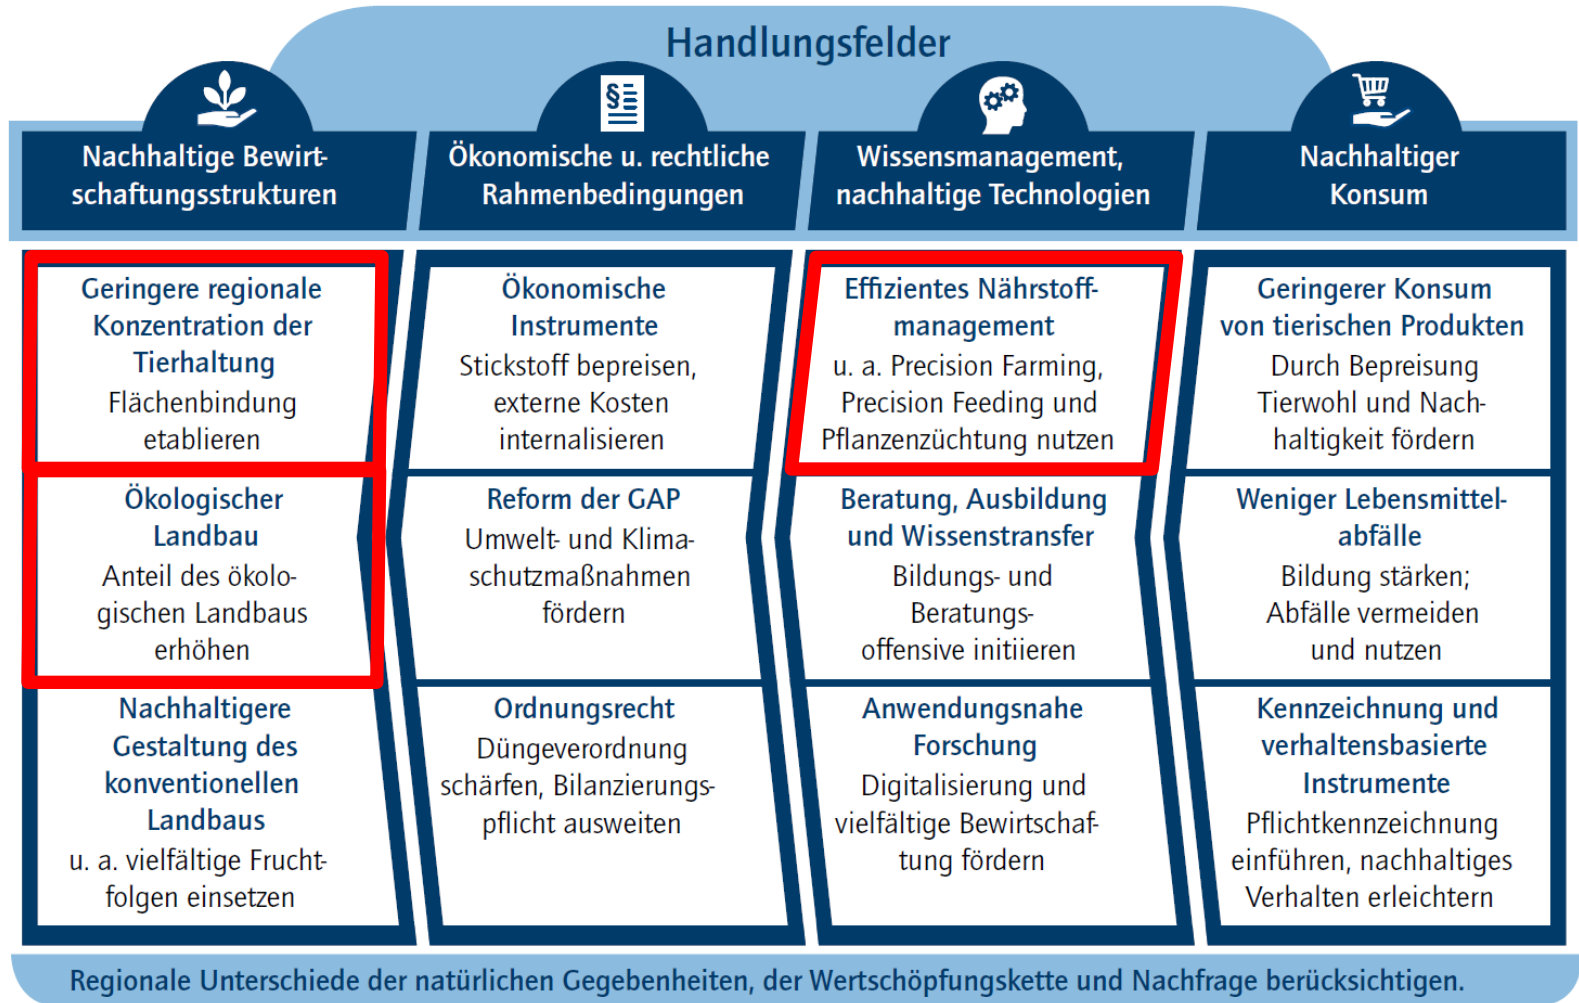 Handlungsfelder
§
Nachhaltige Bewirt-
schaftungsstrukturen
Ökonomische u. rechtliche
Rahmenbedingungen
Wissensmanagement,
nachhaltige Technologien
Nachhaltiger
Konsum
Geringere regionale
Konzentration der
Tierhaltung
Flächenbindung
etablieren
Ökologischer
Landbau
Anteil des ökolo-
gischen Landbaus
erhöhen
Nachhaltigere
Gestaltung des
konventionellen
Landbaus
u. a. vielfältige Frucht-
folgen einsetzen
Ökonomische
Instrumente
Stickstoff bepreisen,
externe Kosten
internalisieren
Reform der GAP
Umwelt- und Klima-
schutzmaßnahmen
fördern
Ordnungsrecht
Düngeverordnung
schärfen, Bilanzierungs-
pflicht ausweiten
Effizientes Nährstoff-
management
u. a. Precision Farming,
Precision Feeding und
Pflanzenzüchtung nutzen
Beratung, Ausbildung
und Wissenstransfer
Bildungs- und
Beratungs-
offensive initiieren
Anwendungsnahe
Forschung
Digitalisierung und
vielfältige Bewirtschaf-
tung fördern
Geringerer Konsum
von tierischen Produkten
Durch Bepreisung
Tierwohl und Nach-
haltigkeit fördern
Weniger Lebensmittel-
abfälle
Bildung stärken;
Abfälle vermeiden
und nutzen
Kennzeichnung und
verhaltensbasierte
Instrumente
Pflichtkennzeichnung
einführen, nachhaltiges
Verhalten erleichtern
Regionale Unterschiede der natürlichen Gegebenheiten, der Wertschöpfungskette und Nachfrage berücksichtigen.